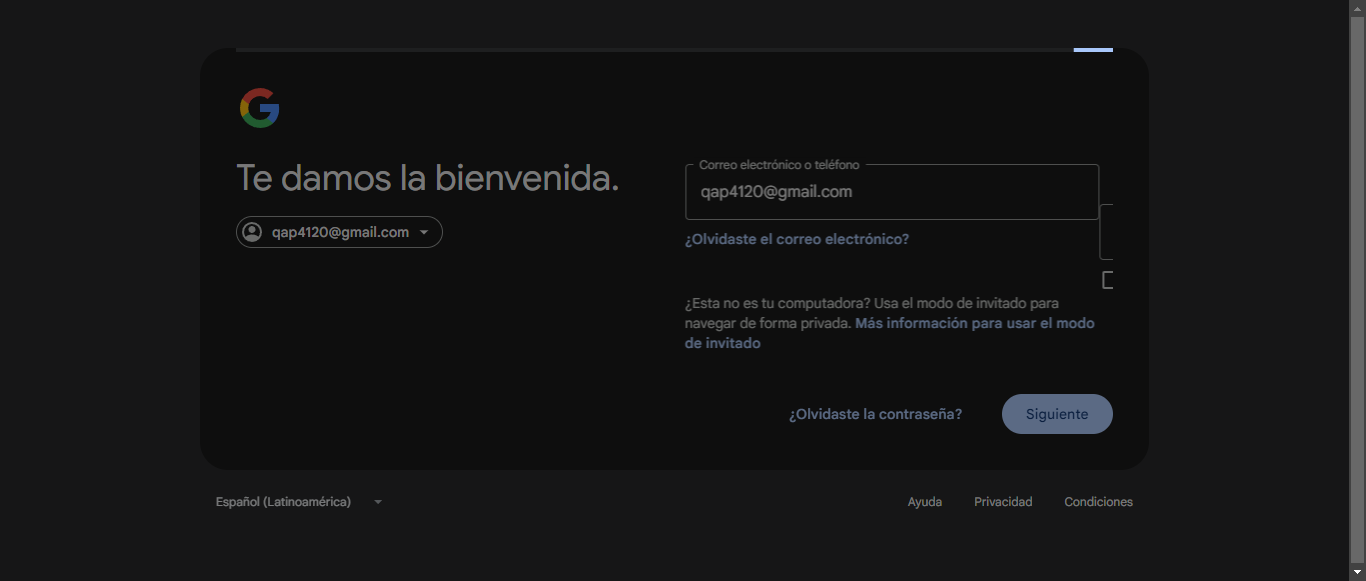 Te damos la bienvenida.
qap4120@gmail.com
Correo electrónico o teléfono
qap4120@gmail.com
¿Olvidaste el correo electrónico?
¿Esta no es tu computadora? Usa el modo de invitado para
navegar de forma privada. Más información para usar el modo
de invitado
¿Olvidaste la contraseña?
Siguiente
Español (Latinoamérica)
Ayuda
Privacidad
Condiciones